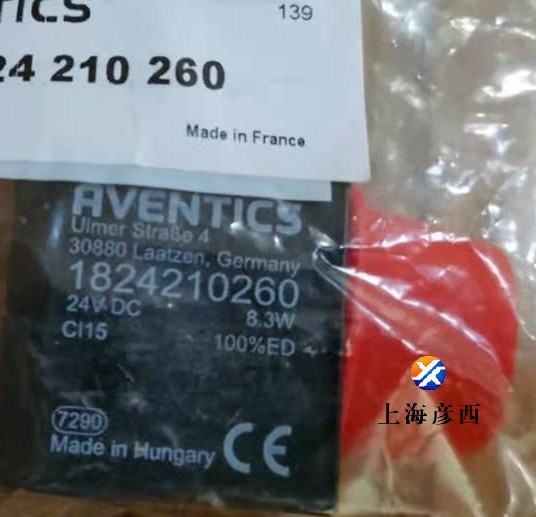 TICS
139
24 210 260
Made in France
AVENTICS
Ulmer Straße 4
30880 Laatzen, Germany
1824210260
24V DC 8.3W
CI15 100%ED
7290
Made in Hungary CE
上海彦西